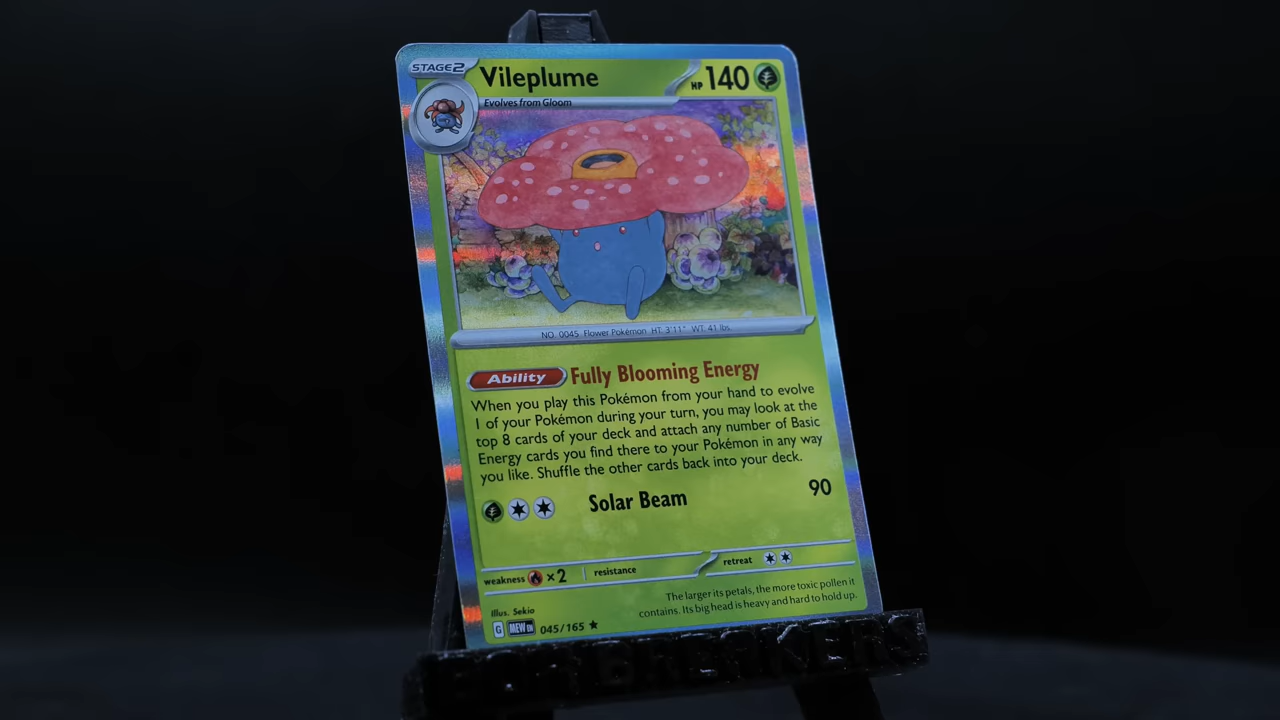 STAGE2
Vileplume
HP 140
Evolves from Gloom
NO. 0045 Flower Pokémon HT: 3'11" WT: 41 lbs.
Ability Fully Blooming Energy
When you play this Pokémon from your hand to evolve
1 of your Pokémon during your turn, you may look at the
top 8 cards of your deck and attach any number of Basic
Energy cards you find there to your Pokémon in any way
you like. Shuffle the other cards back into your deck.
Solar Beam 90
weakness ×2 resistance retreat
The larger its petals, the more toxic pollen it
contains. Its big head is heavy and hard to hold up.
Illus. Sekio
G MEW EN 045/165 ★
BREAKERS